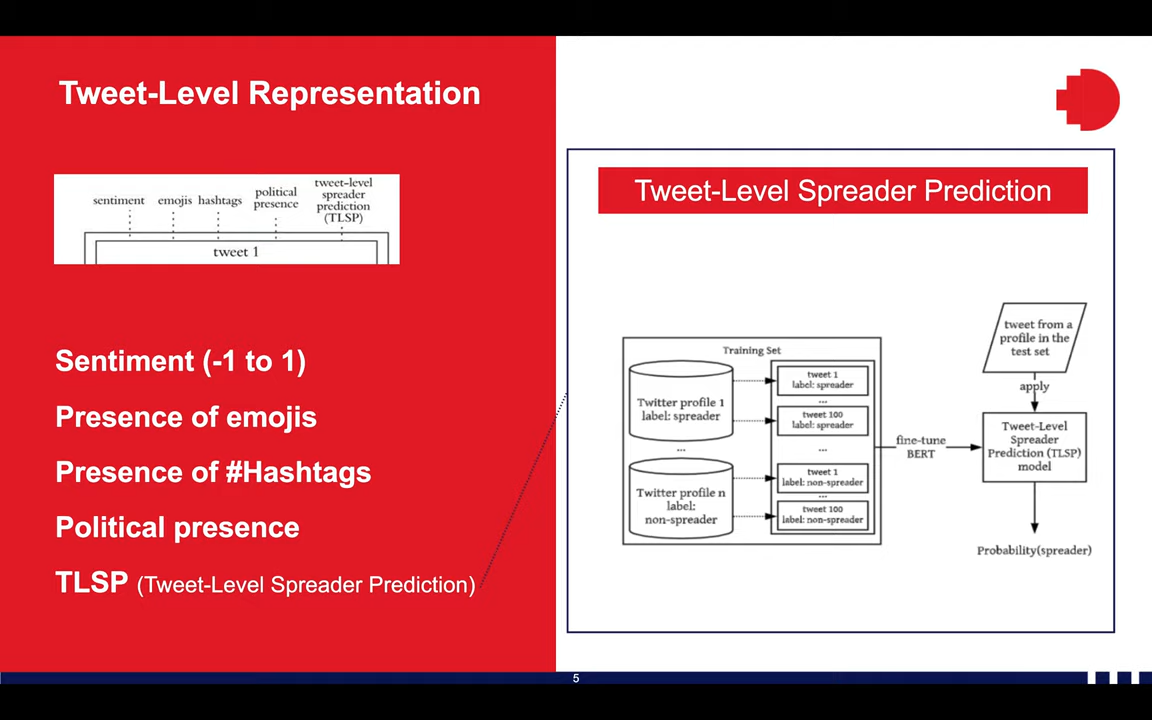 Tweet-Level Representation
sentiment
emojis
hashtags
political
presence
tweet-level
spreader
prediction
(TLSP)
tweet 1
Sentiment (-1 to 1)
Presence of emojis
Presence of #Hashtags
Political presence
TLSP (Tweet-Level Spreader Prediction)
Tweet-Level Spreader Prediction
Training Set
Twitter profile 1
label: spreader
...
Twitter profile n
label:
non-spreader
tweet 1
label: spreader
...
tweet 100
label: spreader
...
tweet 1
label: non-spreader
...
tweet 100
label: non-spreader
fine-tune
BERT
tweet from a
profile in the
test set
apply
Tweet-Level
Spreader
Prediction (TLSP)
model
Probability(spreader)
5